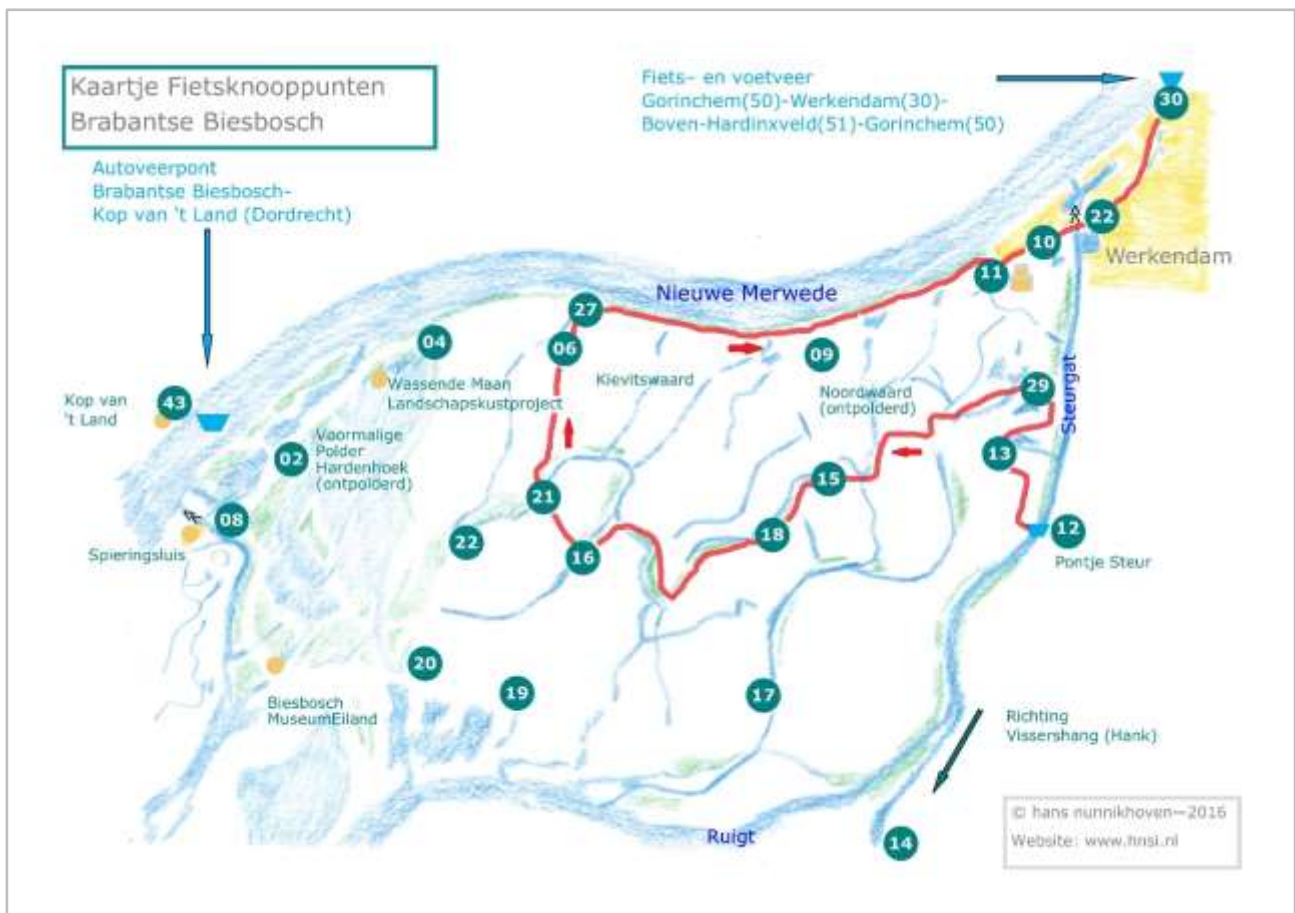 Kaartje Fietsknooppunten
Brabantse Biesbosch
Fiets- en voetveer
Gorinchem(50)-Werkendam(30)-
Boven-Hardinxveld(51)-Gorinchem(50)
30
Autoveerpont
Brabantse Biesbosch-
Kop van 't Land (Dordrecht)
22
10
Werkendam
11
Nieuwe Merwede
27
04
06
09
Kievitswaard
Wassende Maan
Landschapskustproject
Noordwaard
(ontpolderd)
29
Steurgat
Kop van
't Land
43
02
Voormalige
Polder
Hardenhoek
(ontpolderd)
13
15
21
08
22
18
12
16
Spieringsluis
Pontje Steur
20
19
17
Biesbosch
MuseumEiland
Richting
Vissershang (Hank)
Ruigt
14
© hans nunnikhoven—2016
Website: www.hnsi.nl